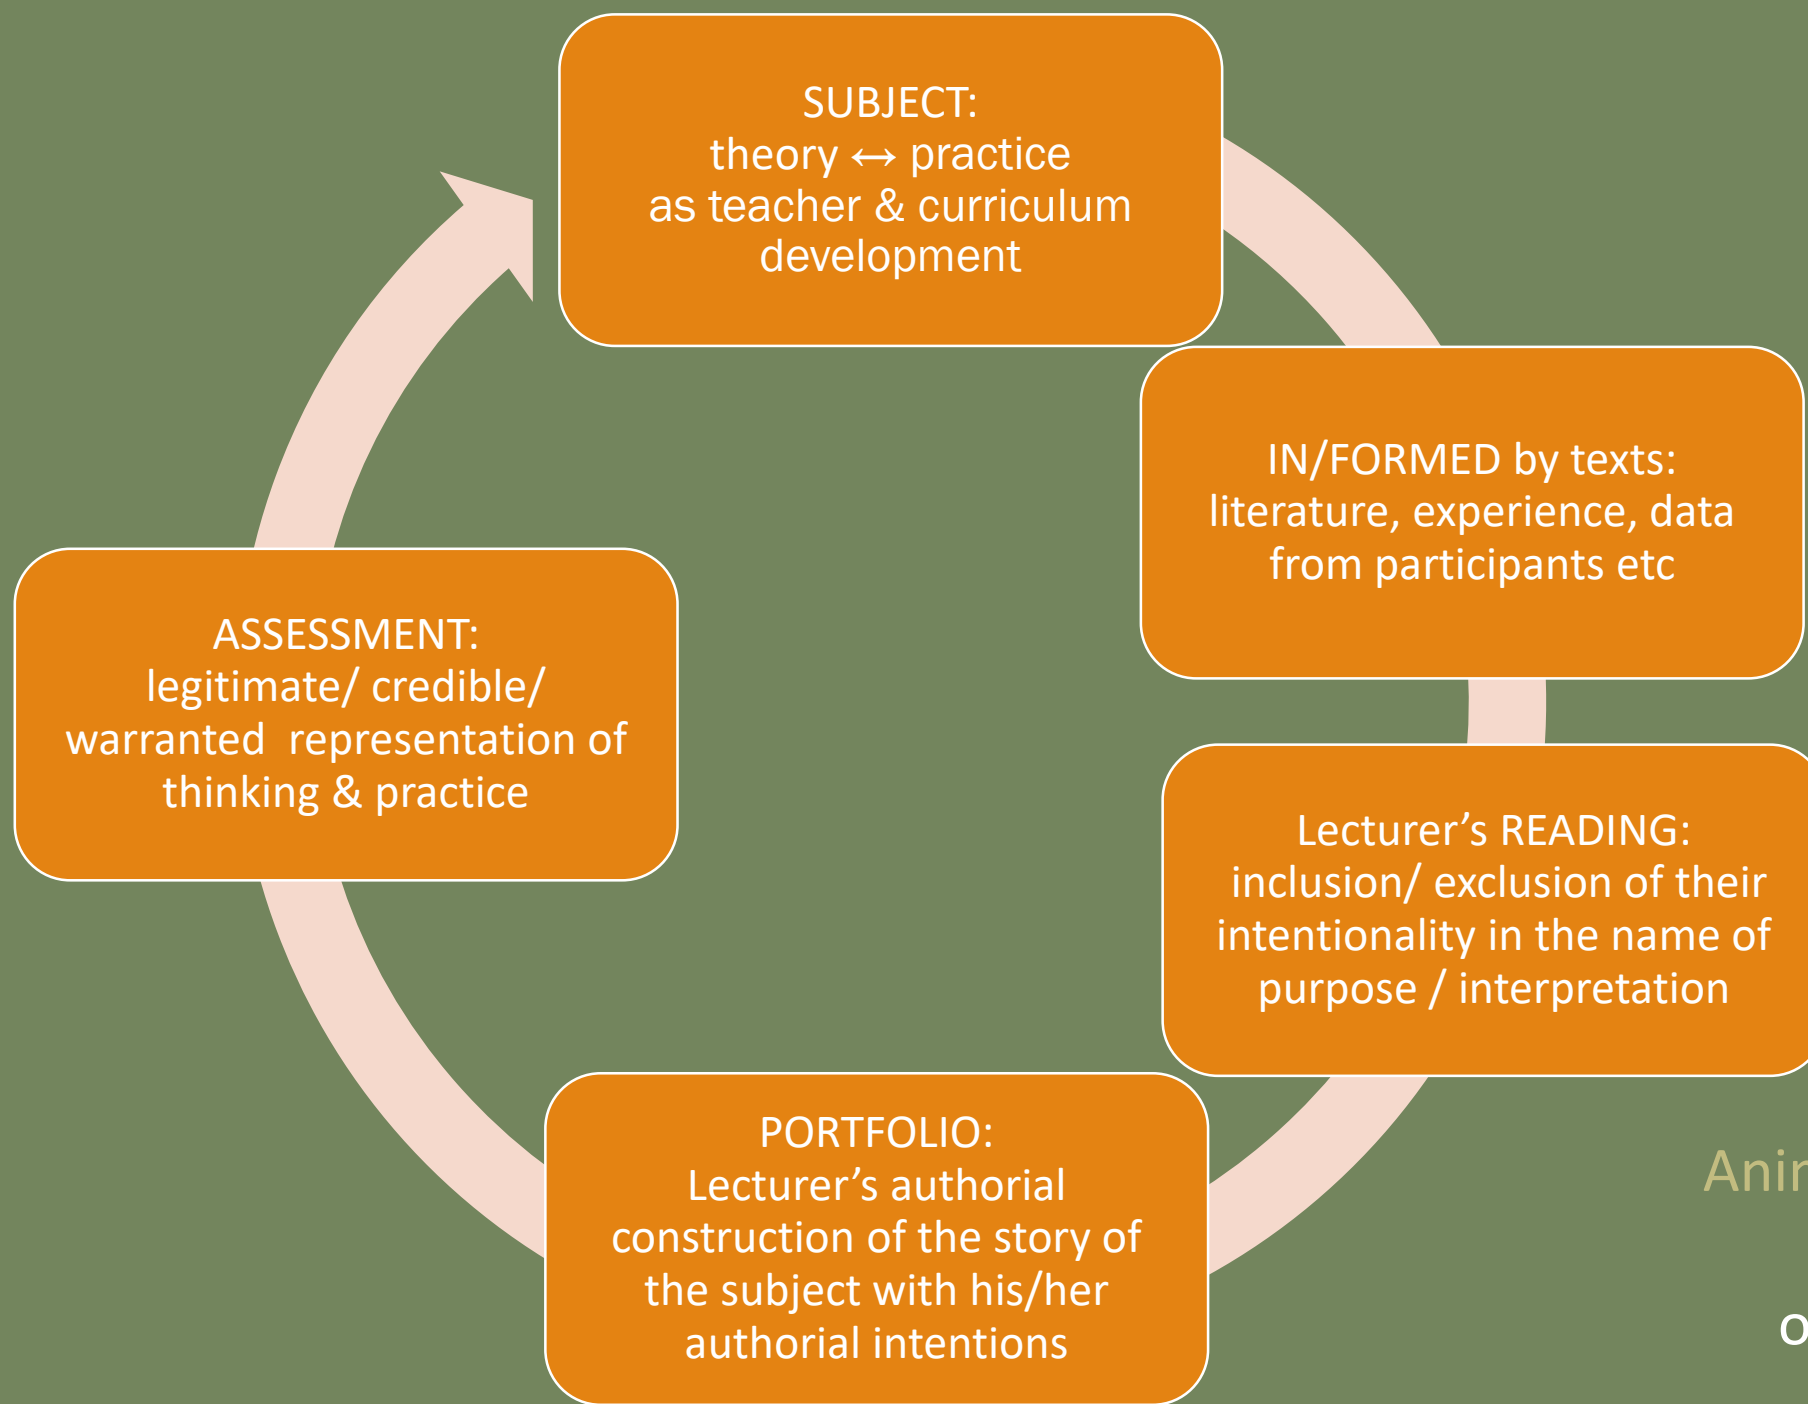 SUBJECT:
theory ↔ practice
as teacher & curriculum
development
IN/FORMED by texts:
literature, experience, data
from participants etc
Lecturer’s READING:
inclusion/ exclusion of their
intentionality in the name of
purpose / interpretation
PORTFOLIO:
Lecturer’s authorial
construction of the story of
the subject with his/her
authorial intentions
ASSESSMENT:
legitimate/ credible/
warranted representation of
thinking & practice